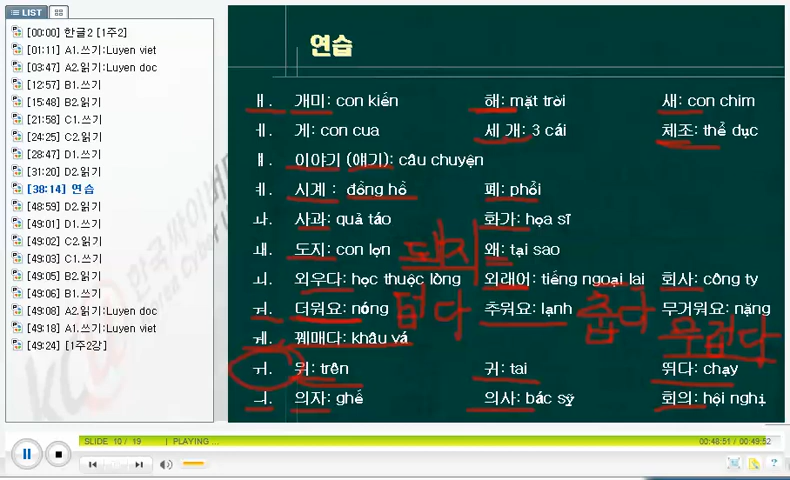 LIST
[00:00] 한글2 [1주2]
[01:11] A1.쓰기:Luyen viet
[03:47] A2.읽기:Luyen doc
[12:57] B1.쓰기
[15:48] B2.읽기
[21:58] C1.쓰기
[24:25] C2.읽기
[28:47] D1.쓰기
[31:20] D2.읽기
[38:14] 연습
[48:59] D2.읽기
[49:01] D1.쓰기
[49:02] C2.읽기
[49:03] C1.쓰기
[49:05] B2.읽기
[49:06] B1.쓰기
[49:08] A2.읽기:Luyen doc
[49:18] A1.쓰기:Luyen viet
[49:24] [1주2강]
연습
ㅐ. 개미: con kiến 해: mặt trời 새: con chim
ㅔ. 게: con cua 세 개: 3 cái 체조: thể dục
ㅒ. 이야기 (얘기): câu chuyện
ㅖ. 시계 : đồng hồ 폐: phổi
ㅘ. 사과: quả táo 화가: họa sĩ
ㅙ. 도지: con lợn 돼지 왜: tại sao
ㅚ. 외우다: học thuộc lòng 외래어: tiếng ngoại lai 회사: công ty
ㅝ. 더워요: nóng 덥다 추워요: lạnh 춥다 무거워요: nặng
무겁다
ㅞ. 꿰매다: khâu vá
ㅟ. 위: trên 귀: tai 뛰다: chạy
ㅢ. 의자: ghế 의사: bác sỹ 회의: hội nghị
SLIDE 10 / 19 PLAYING ... 00:48:51 / 00:49:52